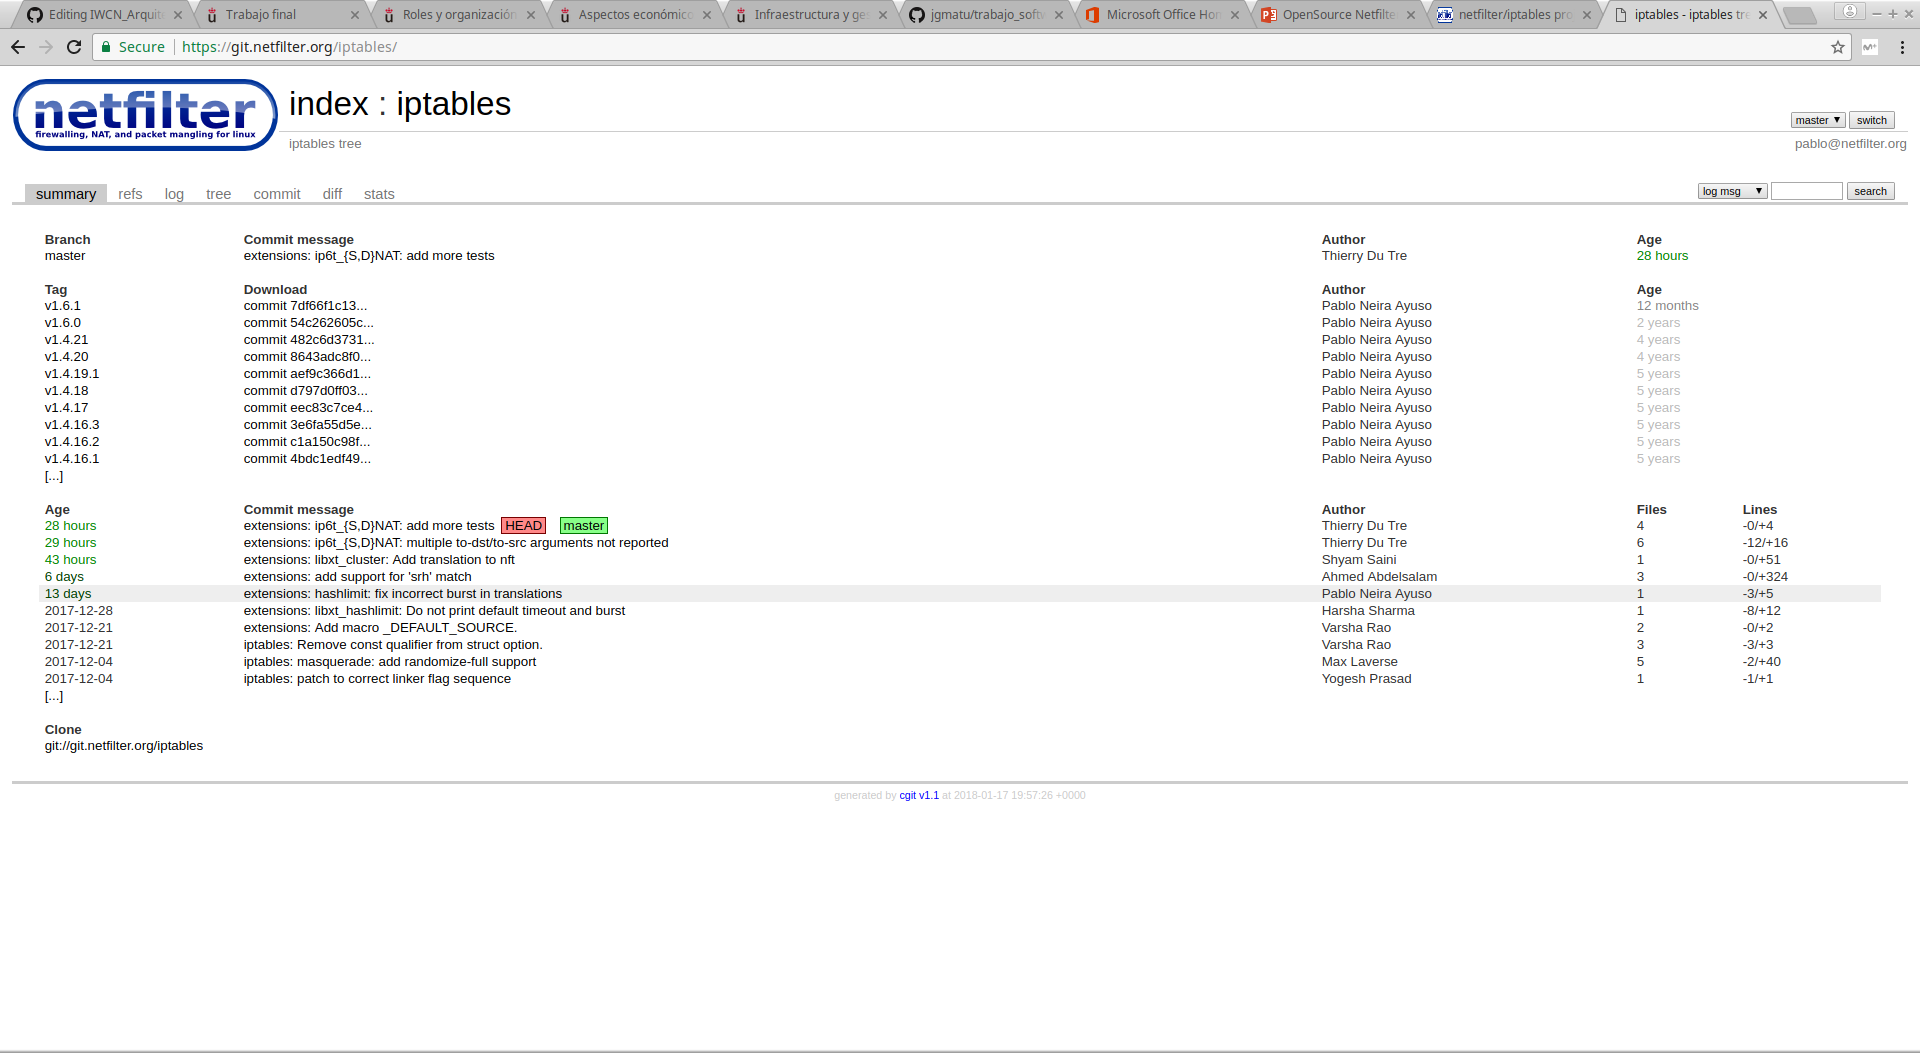 Editing IWCN_Arquit
Trabajo final
Roles y organización
Aspectos económico
Infraestructura y ge
jgmatu/trabajo_softw
Microsoft Office Hom
OpenSource Netfilte
netfilter/iptables pro
iptables - iptables tre
Secure https://git.netfilter.org/iptables/
netfilter
firewalling, NAT, and packet mangling for linux
index : iptables
master switch
iptables tree pablo@netfilter.org
summary refs log tree commit diff stats log msg search
Branch Commit message Author Age
master extensions: ip6t_{S,D}NAT: add more tests Thierry Du Tre 28 hours
Tag Download Author Age
v1.6.1 commit 7df66f1c13... Pablo Neira Ayuso 12 months
v1.6.0 commit 54c262605c... Pablo Neira Ayuso 2 years
v1.4.21 commit 482c6d3731... Pablo Neira Ayuso 4 years
v1.4.20 commit 8643adc8f0... Pablo Neira Ayuso 4 years
v1.4.19.1 commit aef9c366d1... Pablo Neira Ayuso 5 years
v1.4.18 commit d797d0ff03... Pablo Neira Ayuso 5 years
v1.4.17 commit eec83c7ce4... Pablo Neira Ayuso 5 years
v1.4.16.3 commit 3e6fa55d5e... Pablo Neira Ayuso 5 years
v1.4.16.2 commit c1a150c98f... Pablo Neira Ayuso 5 years
v1.4.16.1 commit 4bdc1edf49... Pablo Neira Ayuso 5 years
[...]
Age Commit message Author Files Lines
28 hours extensions: ip6t_{S,D}NAT: add more tests HEAD master Thierry Du Tre 4 -0/+4
29 hours extensions: ip6t_{S,D}NAT: multiple to-dst/to-src arguments not reported Thierry Du Tre 6 -12/+16
43 hours extensions: libxt_cluster: Add translation to nft Shyam Saini 1 -0/+51
6 days extensions: add support for 'srh' match Ahmed Abdelsalam 3 -0/+324
13 days extensions: hashlimit: fix incorrect burst in translations Pablo Neira Ayuso 1 -3/+5
2017-12-28 extensions: libxt_hashlimit: Do not print default timeout and burst Harsha Sharma 1 -8/+12
2017-12-21 extensions: Add macro _DEFAULT_SOURCE. Varsha Rao 2 -0/+2
2017-12-21 iptables: Remove const qualifier from struct option. Varsha Rao 3 -3/+3
2017-12-04 iptables: masquerade: add randomize-full support Max Laverse 5 -2/+40
2017-12-04 iptables: patch to correct linker flag sequence Yogesh Prasad 1 -1/+1
[...]
Clone
git://git.netfilter.org/iptables
generated by cgit v1.1 at 2018-01-17 19:57:26 +0000